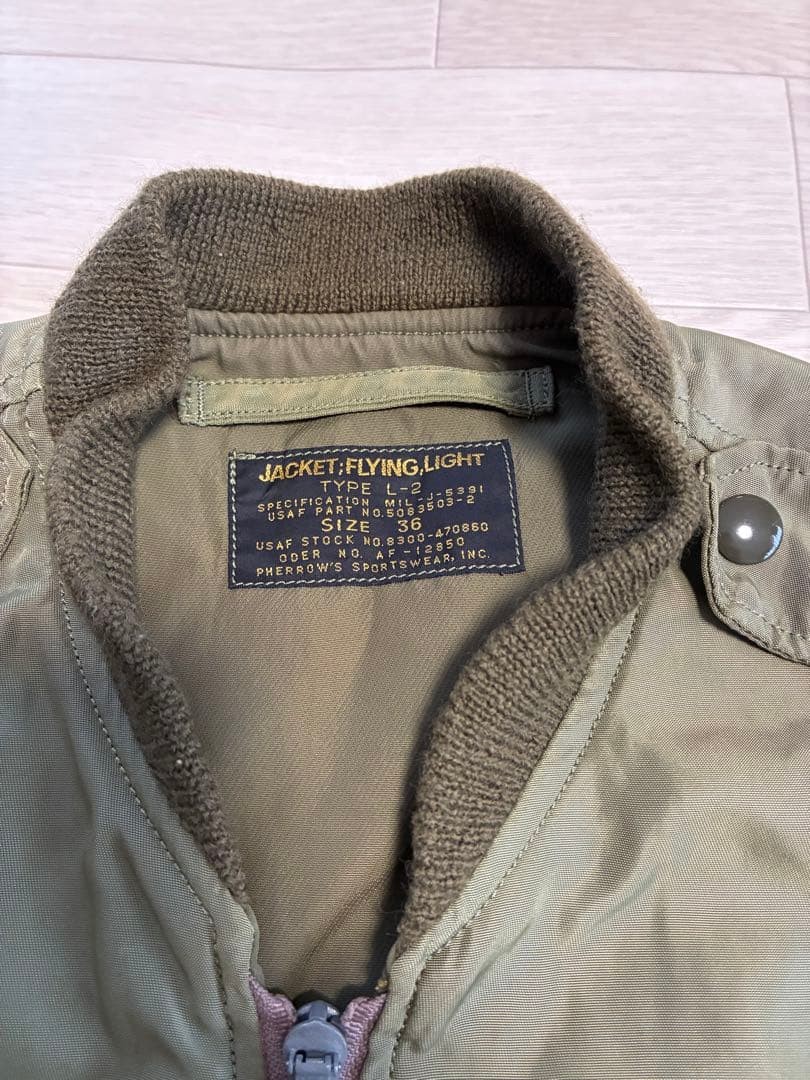 JACKET;FLYING,LIGHT
TYPE L-2
SPECIFICATION MIL-J-5391
USAF PART NO.5083503-2
SIZE 36
USAF STOCK NO.8300-470860
ODER NO. AF-12850
PHERROW'S SPORTSWEAR, INC.